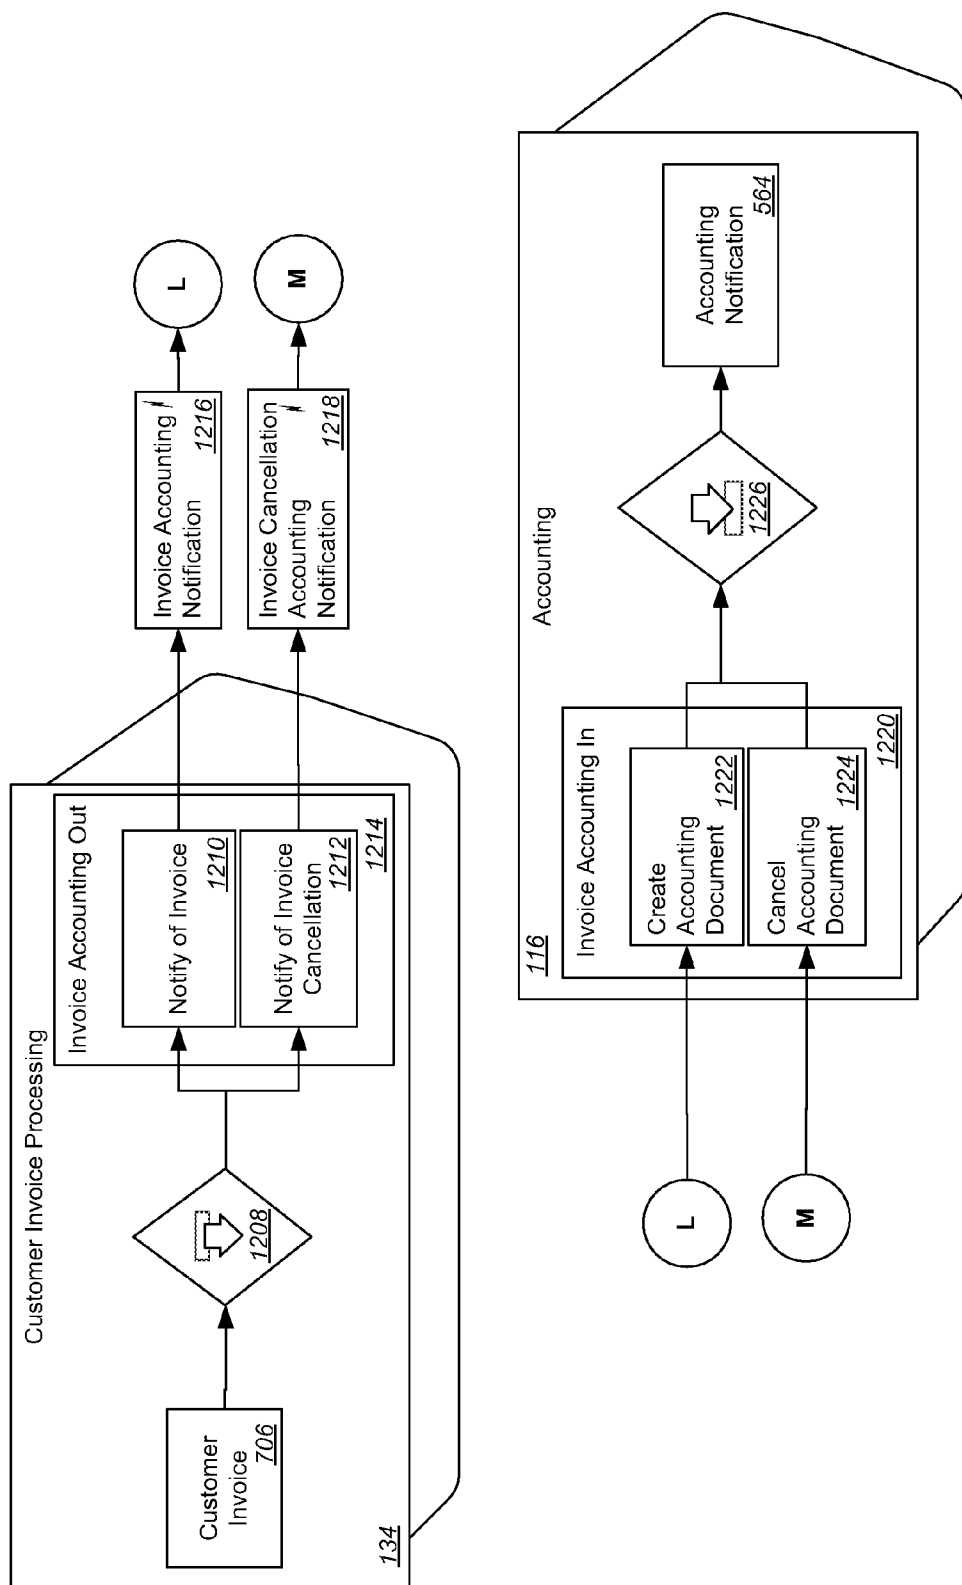 Customer Invoice Processing
Customer
Invoice
706
1208
Invoice Accounting Out
Notify of Invoice
1210
Notify of Invoice
Cancellation
1212
1214
134
Invoice Accounting
Notification
1216
Invoice Cancellation
Accounting
Notification
1218
L
M
L
M
Accounting
116
Invoice Accounting In
Create
Accounting
Document
1222
Cancel
Accounting
Document
1224
1220
1226
Accounting
Notification
564